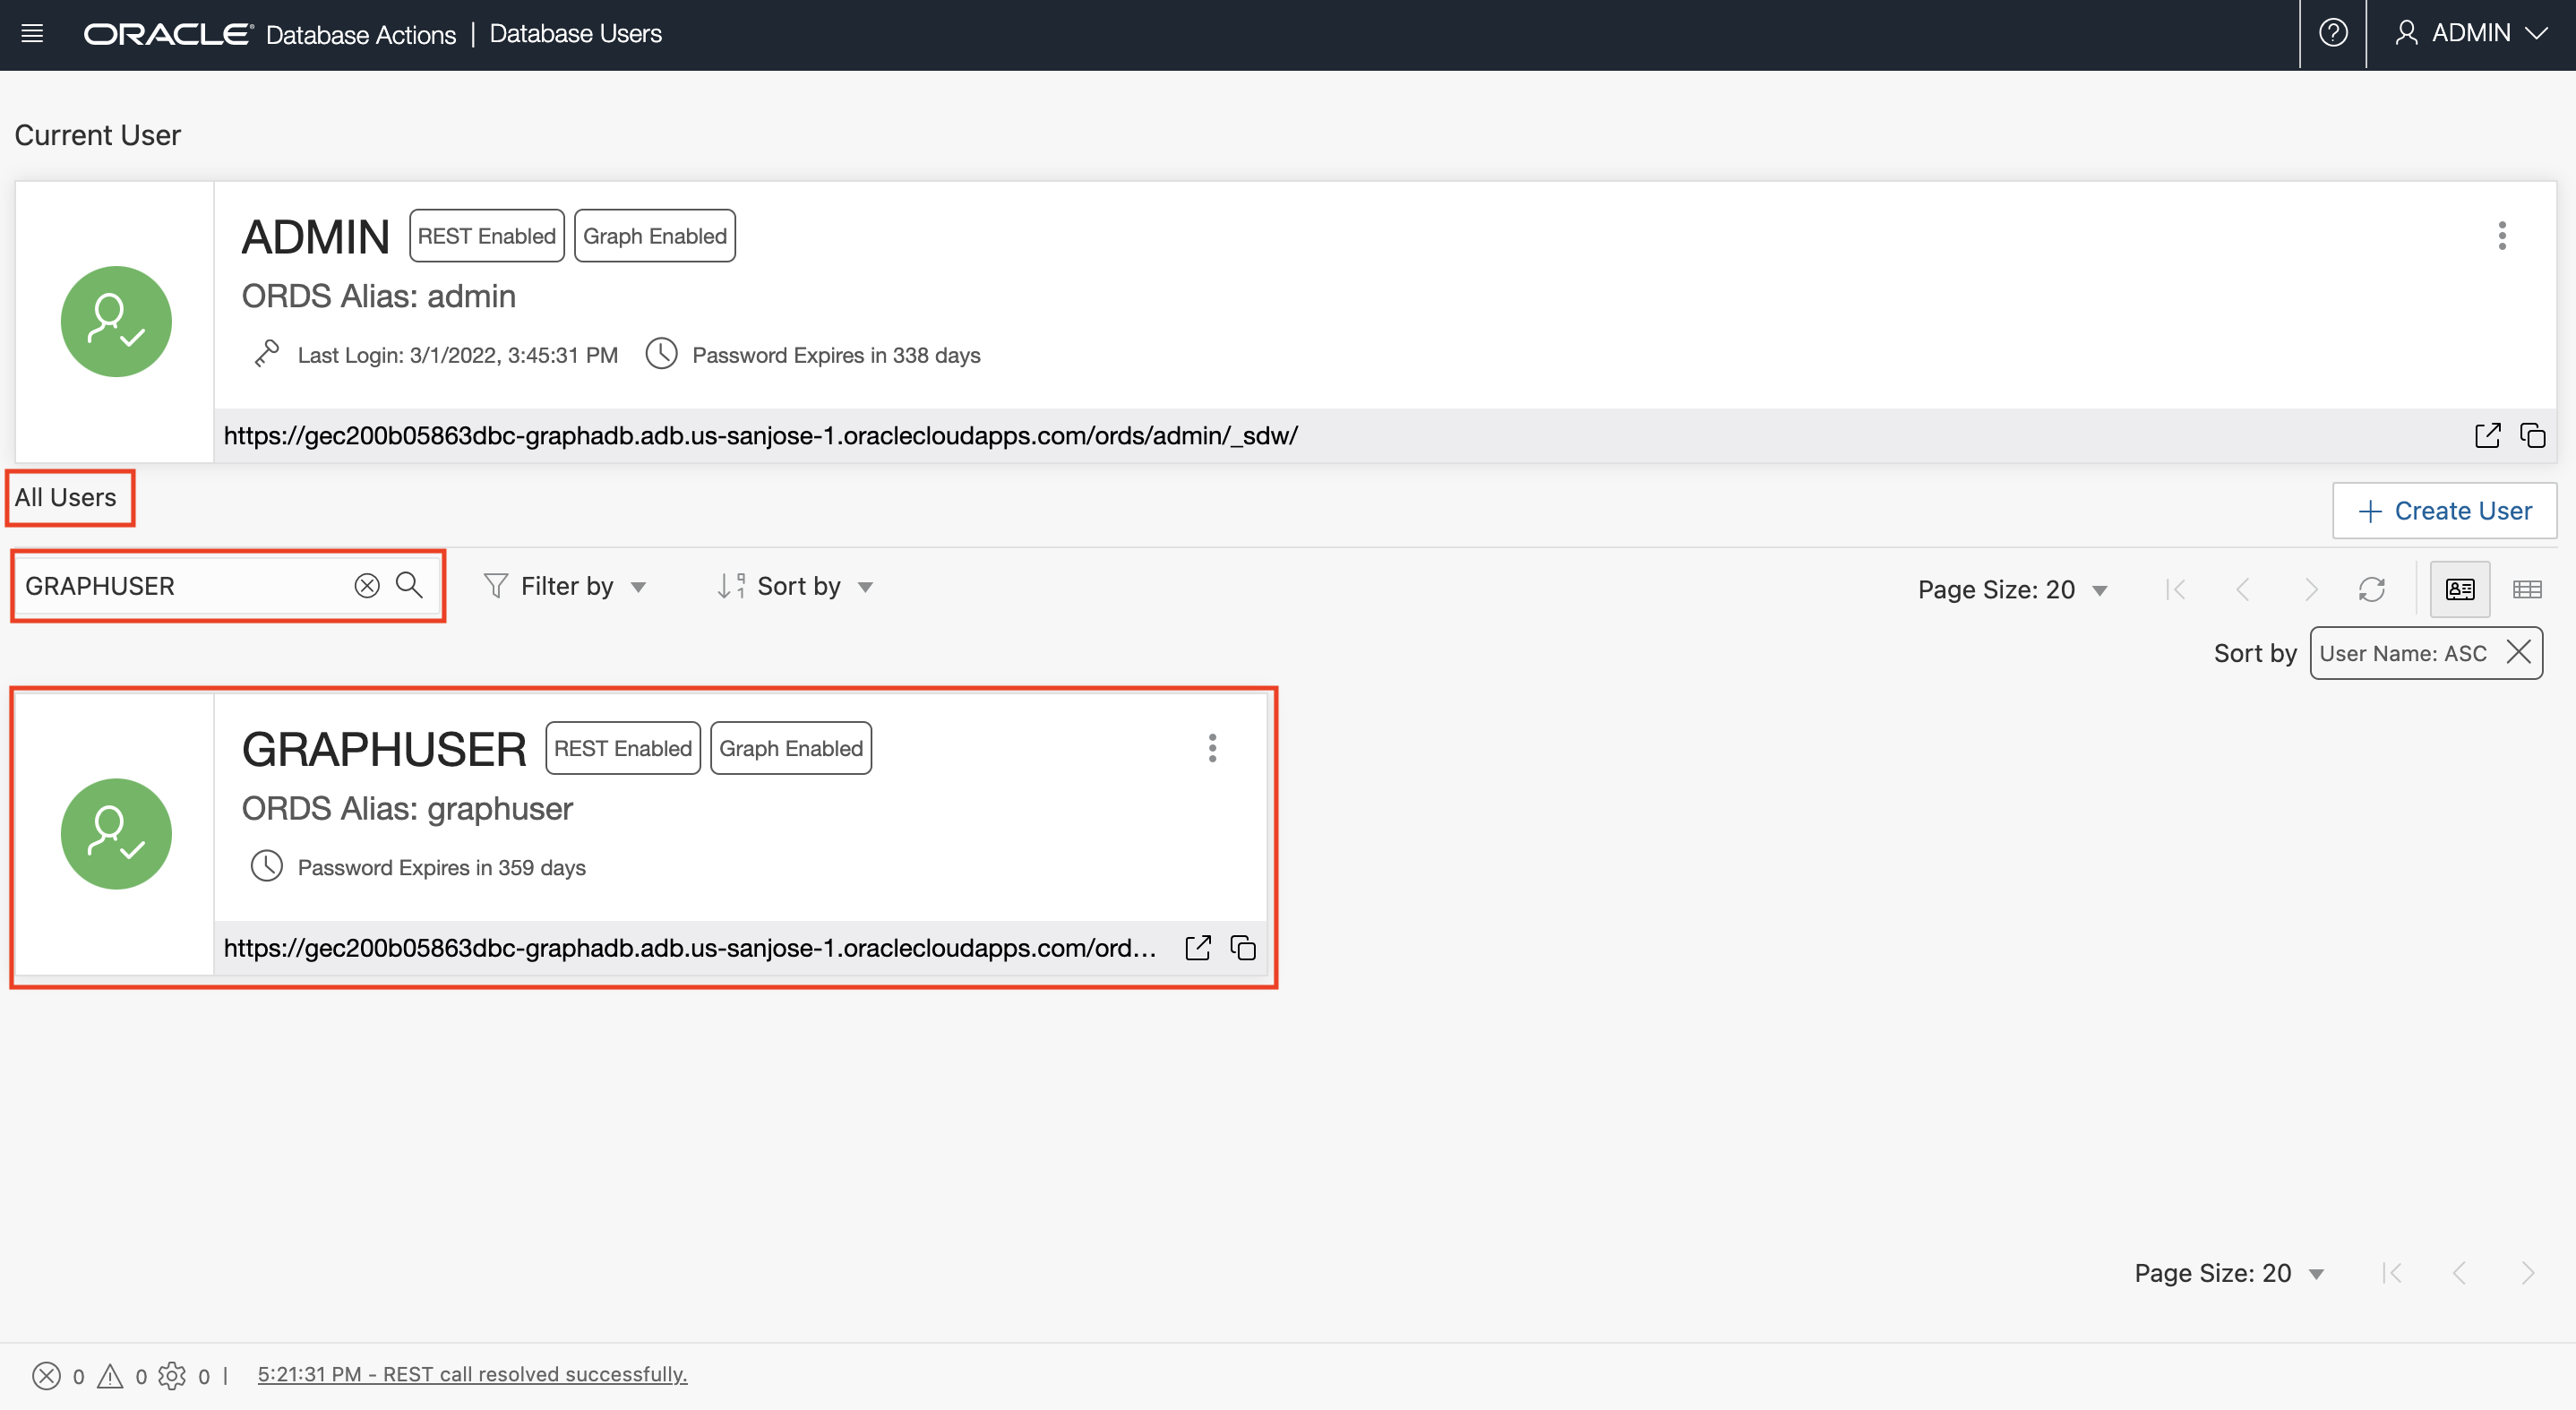 ORACLE Database Actions | Database Users
ADMIN
Current User
ADMIN REST Enabled Graph Enabled
ORDS Alias: admin
Last Login: 3/1/2022, 3:45:31 PM Password Expires in 338 days
https://gec200b05863dbc-graphadb.adb.us-sanjose-1.oraclecloudapps.com/ords/admin/_sdw/
All Users
+ Create User
GRAPHUSER Filter by Sort by Page Size: 20
Sort by User Name: ASC
GRAPHUSER REST Enabled Graph Enabled
ORDS Alias: graphuser
Password Expires in 359 days
https://gec200b05863dbc-graphadb.adb.us-sanjose-1.oraclecloudapps.com/ord...
Page Size: 20
0 0 0 | 5:21:31 PM - REST call resolved successfully.